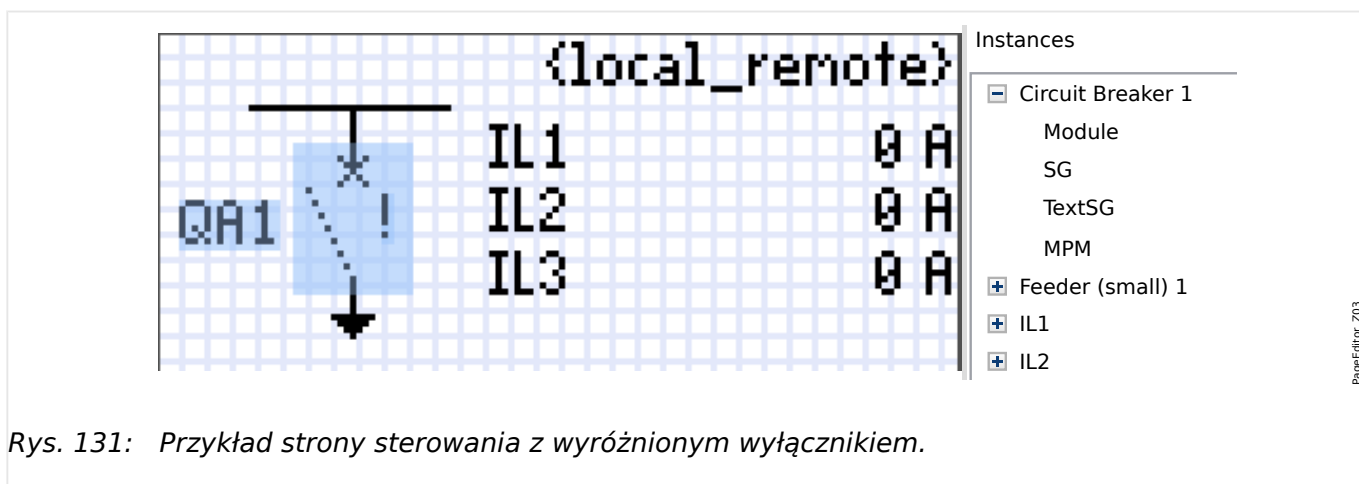 {local_remote}
QA1
!
IL1 0 A
IL2 0 A
IL3 0 A
Instances
Circuit Breaker 1
Module
SG
TextSG
MPM
Feeder (small) 1
IL1
IL2
PageEditor_Z03
Rys. 131: Przykład strony sterowania z wyróżnionym wyłącznikiem.